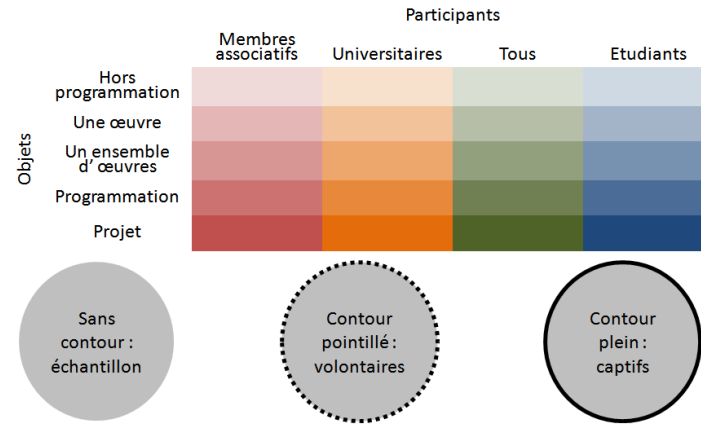 Participants
Membres
associatifs
Universitaires
Tous
Etudiants
Objets
Hors
programmation
Une œuvre
Un ensemble
d’ œuvres
Programmation
Projet
Sans
contour :
échantillon
Contour
pointillé :
volontaires
Contour
plein :
captifs